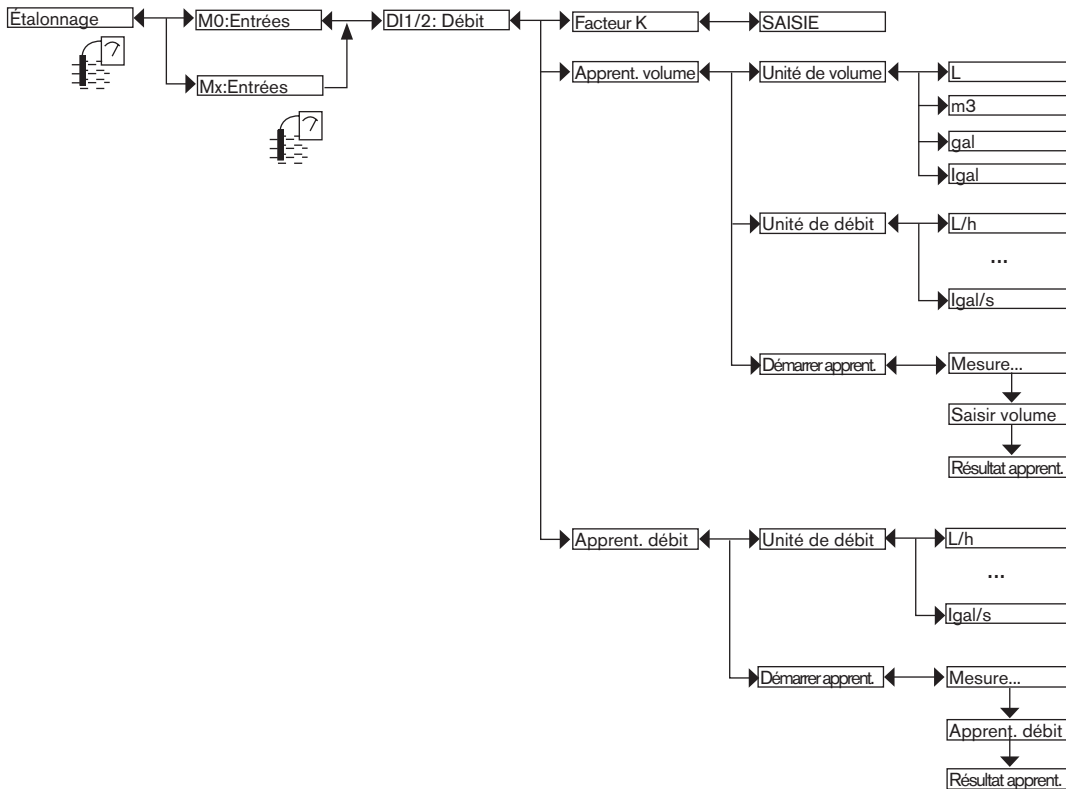 Étalonnage
M0:Entrées
DI1/2: Débit
Facteur K
SAISIE
Mx:Entrées
Apprent. volume
Unité de volume
L
m3
gal
Igal
Unité de débit
L/h
...
Igal/s
Démarrer apprent.
Mesure...
Saisir volume
Résultat apprent.
Apprent. débit
Unité de débit
L/h
...
Igal/s
Démarrer apprent.
Mesure...
Apprent. débit
Résultat apprent.